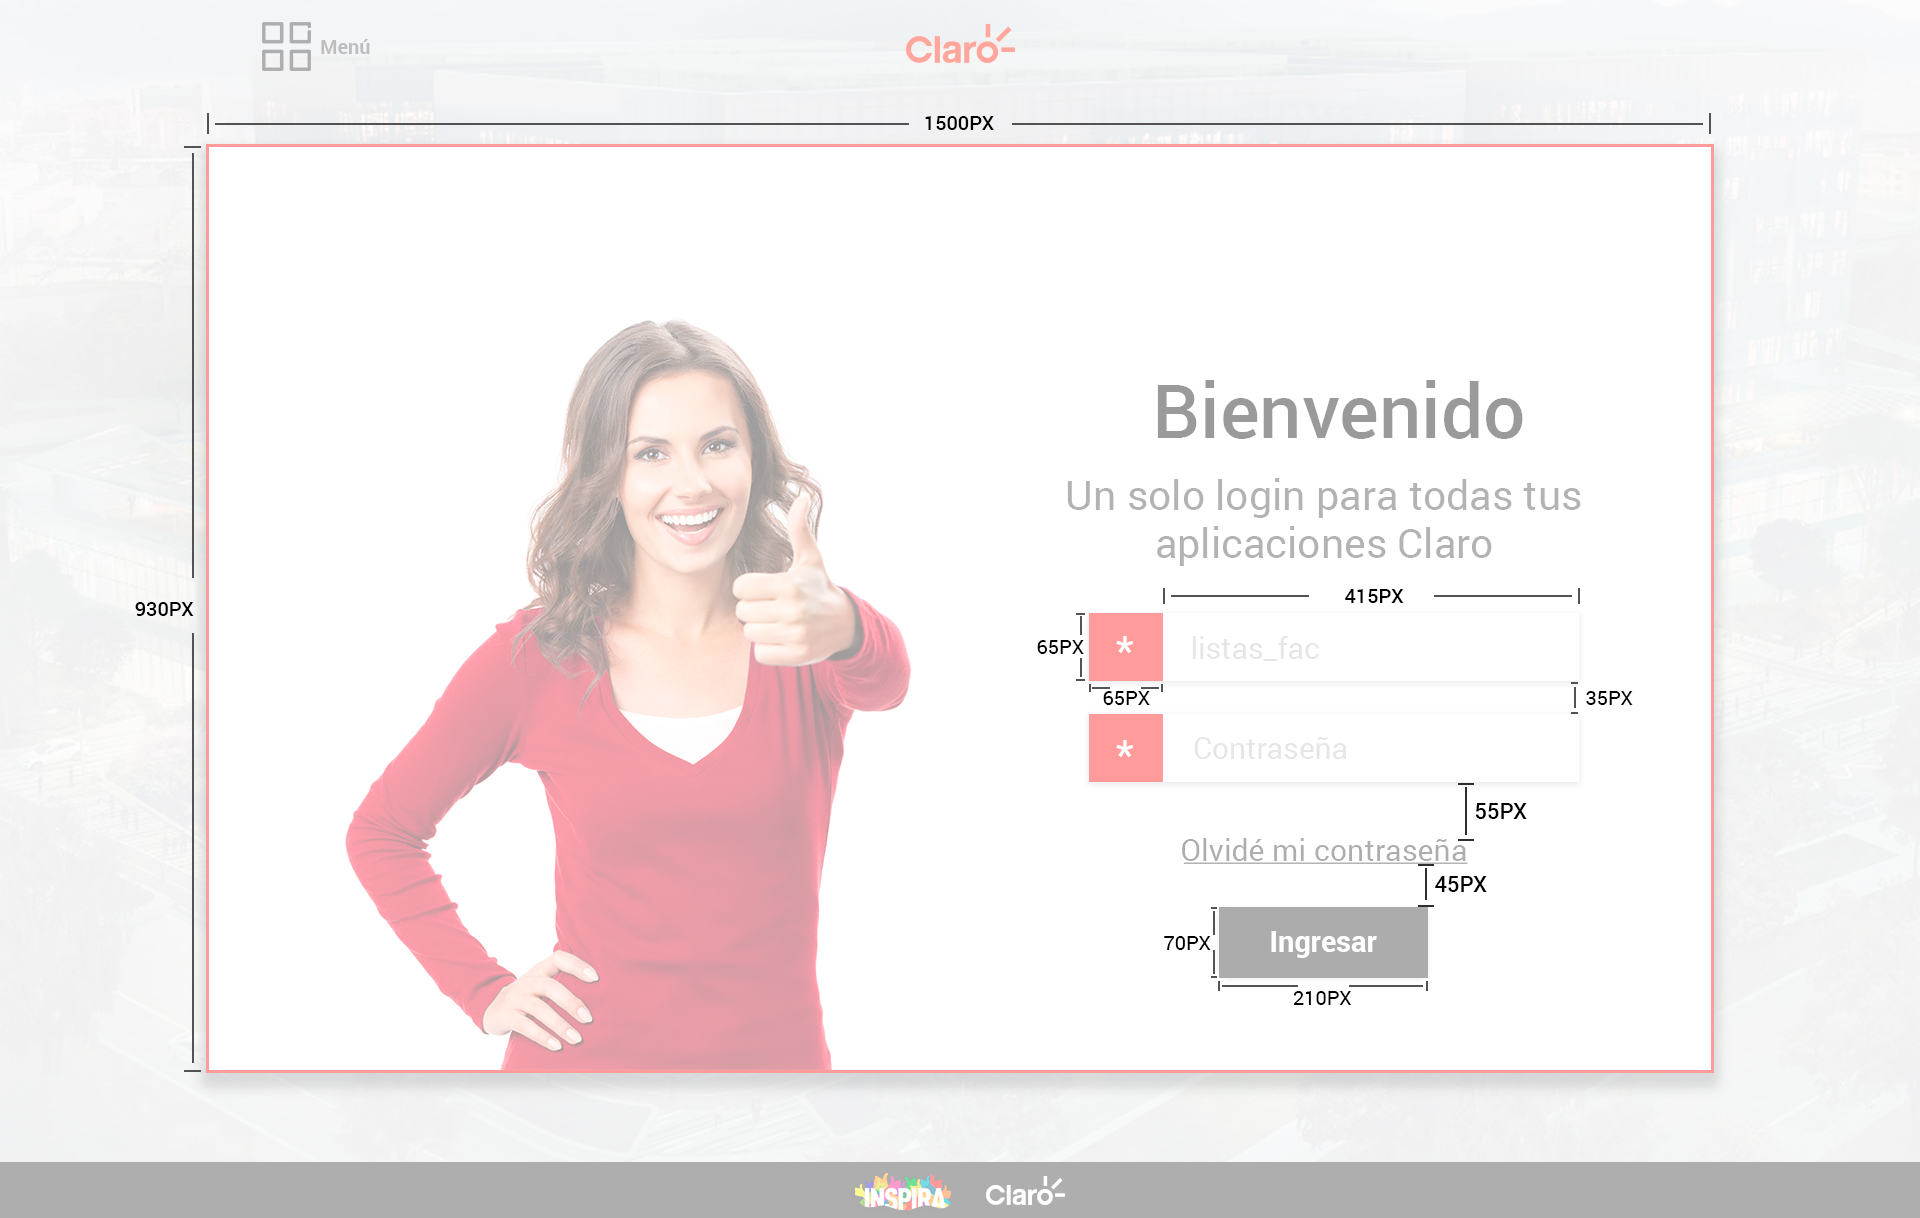 Menú
Claro
1500PX
930PX
Bienvenido
Un solo login para todas tus
aplicaciones Claro
415PX
65PX
*
listas_fac
65PX
35PX
*
Contraseña
55PX
Olvidé mi contraseña
45PX
70PX
Ingresar
210PX
INSPIRA
Claro